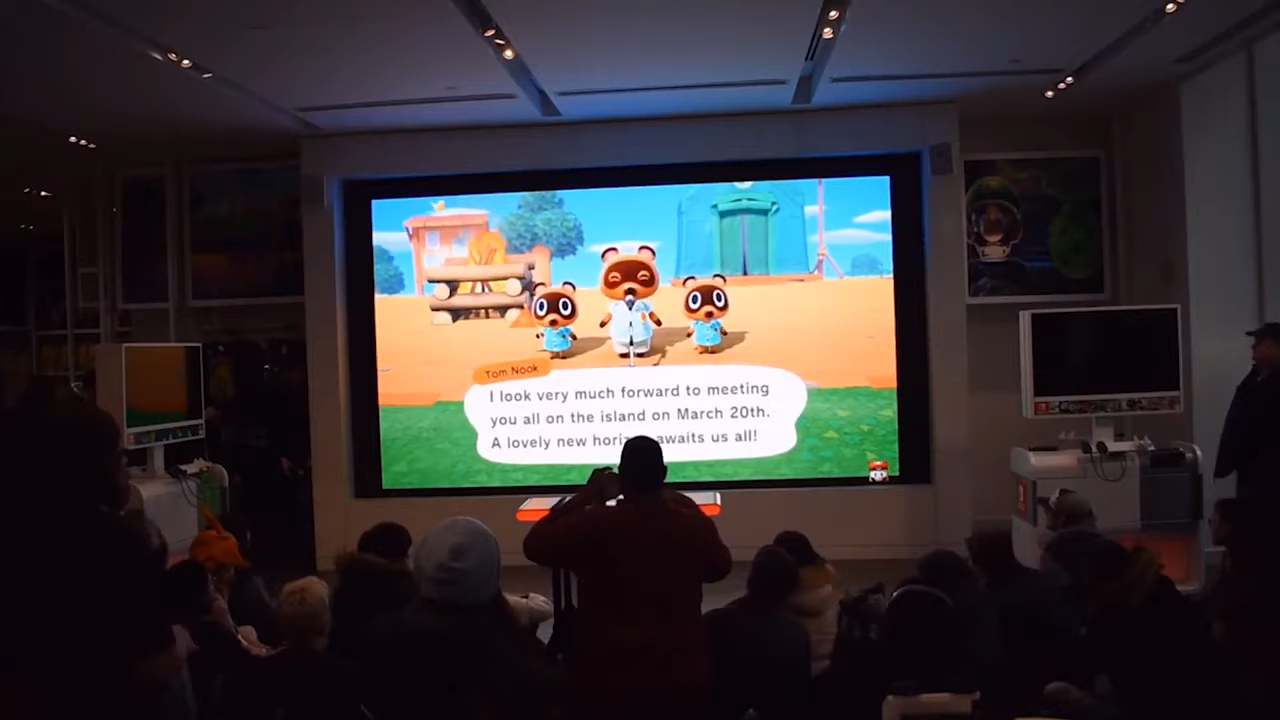 Tom Nook
I look very much forward to meeting
you all on the island on March 20th.
A lovely new horiz awaits us all!